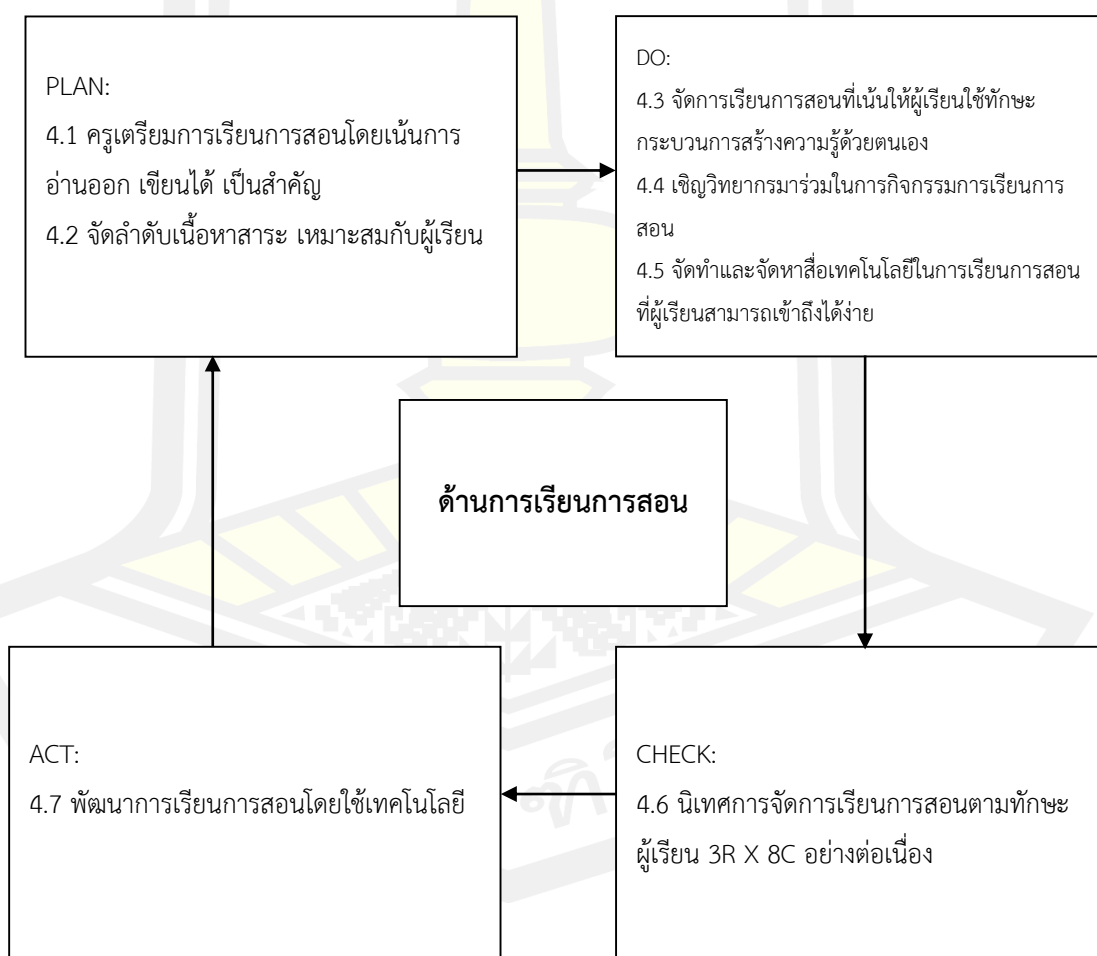 PLAN:
4.1 ครูเตรียมการเรียนการสอนโดยเน้นการ
อ่านออก เขียนได้ เป็นสำคัญ
4.2 จัดลำดับเนื้อหาสาระ เหมาะสมกับผู้เรียน
DO:
4.3 จัดการเรียนการสอนที่เน้นให้ผู้เรียนใช้ทักษะ
กระบวนการสร้างความรู้ด้วยตนเอง
4.4 เชิญวิทยากรมาร่วมในการกิจกรรมการเรียนการ
สอน
4.5 จัดทำและจัดหาสื่อเทคโนโลยีในการเรียนการสอน
ที่ผู้เรียนสามารถเข้าถึงได้ง่าย
ด้านการเรียนการสอน
ACT:
4.7 พัฒนาการเรียนการสอนโดยใช้เทคโนโลยี
CHECK:
4.6 นิเทศการจัดการเรียนการสอนตามทักษะ
ผู้เรียน 3R X 8C อย่างต่อเนื่อง